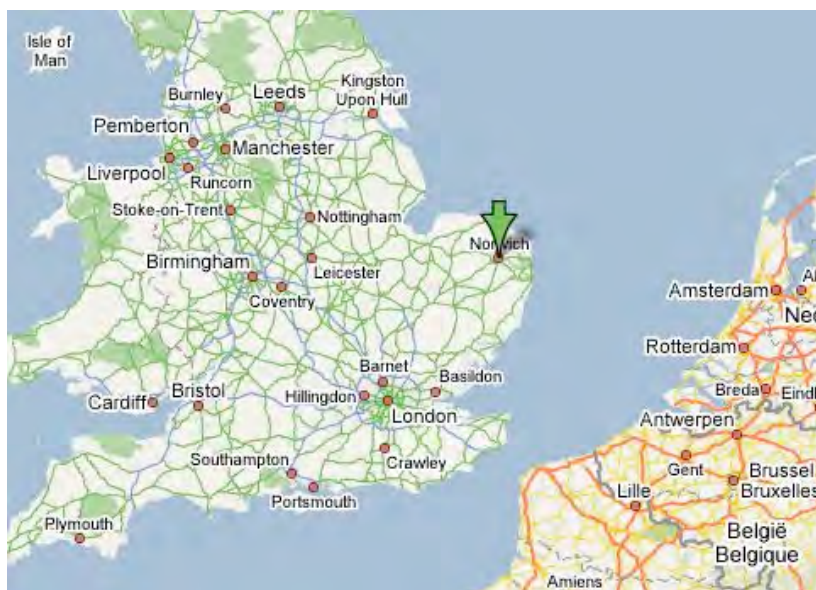 Isle of
Man
Kingston
Upon Hull
Burnley
Leeds
Pemberton
Manchester
Liverpool
Runcorn
Stoke-on-Trent
Nottingham
Norwich
Birmingham
Leicester
Coventry
Amsterdam
Rotterdam
Barnet
Basildon
Hillingdon
Breda
Cardiff
Bristol
London
Antwerpen
Southampton
Crawley
Gent
Brussel
Bruxelles
Portsmouth
Lille
Plymouth
België
Belgique
Amiens